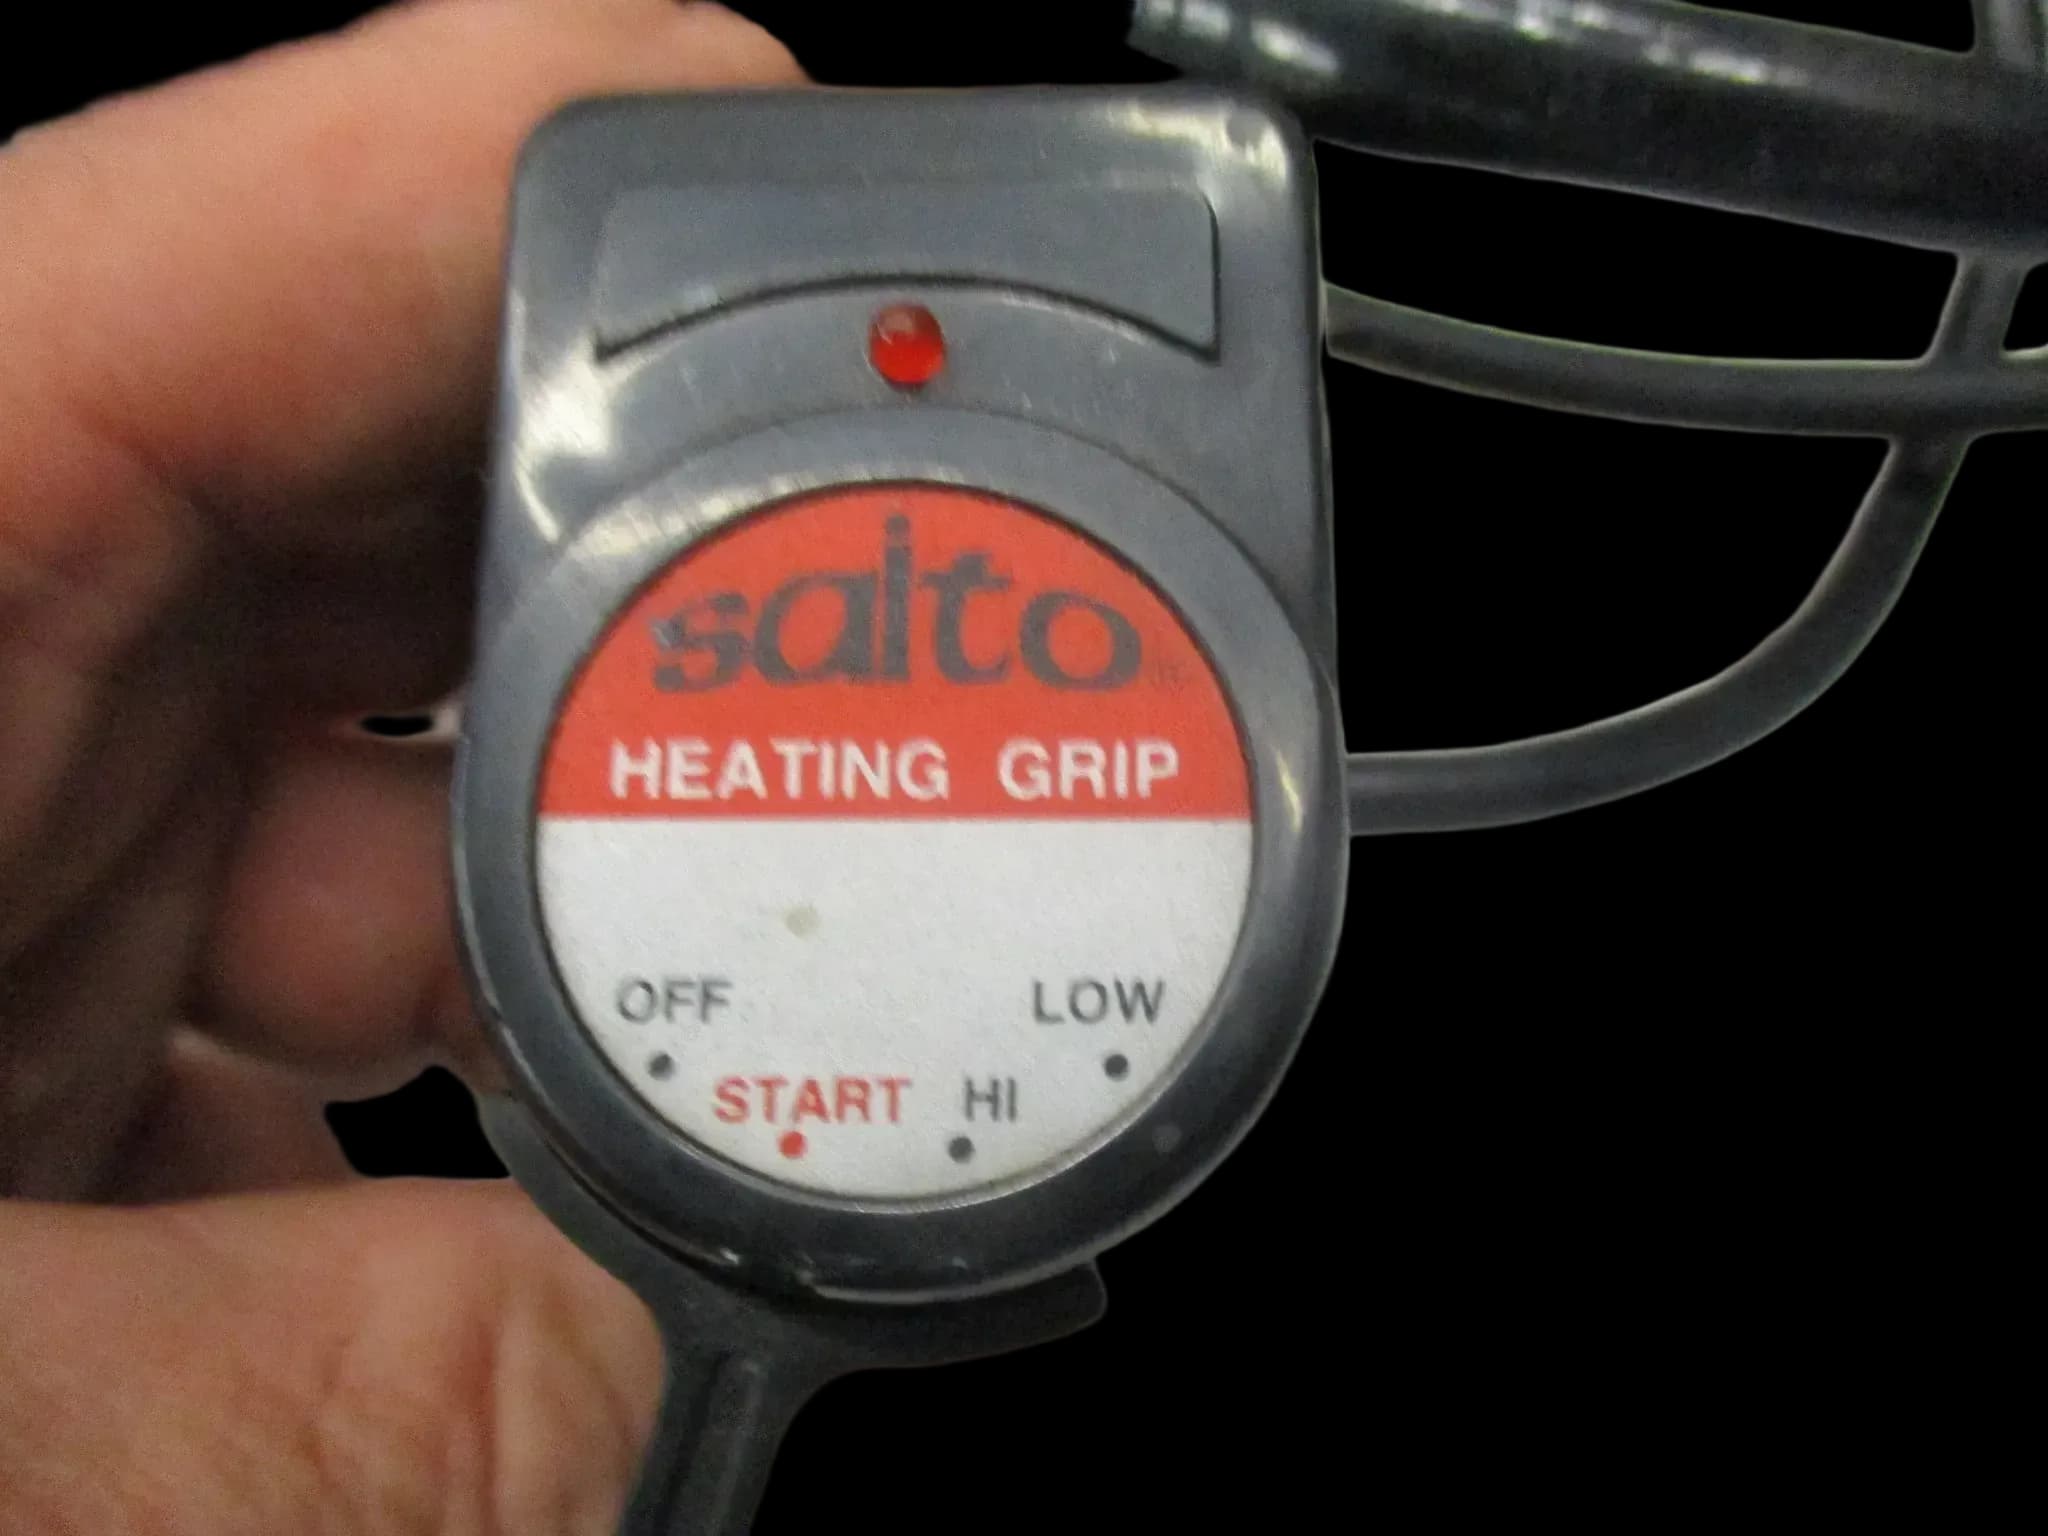 saito
HEATING GRIP
OFF LOW
START HI